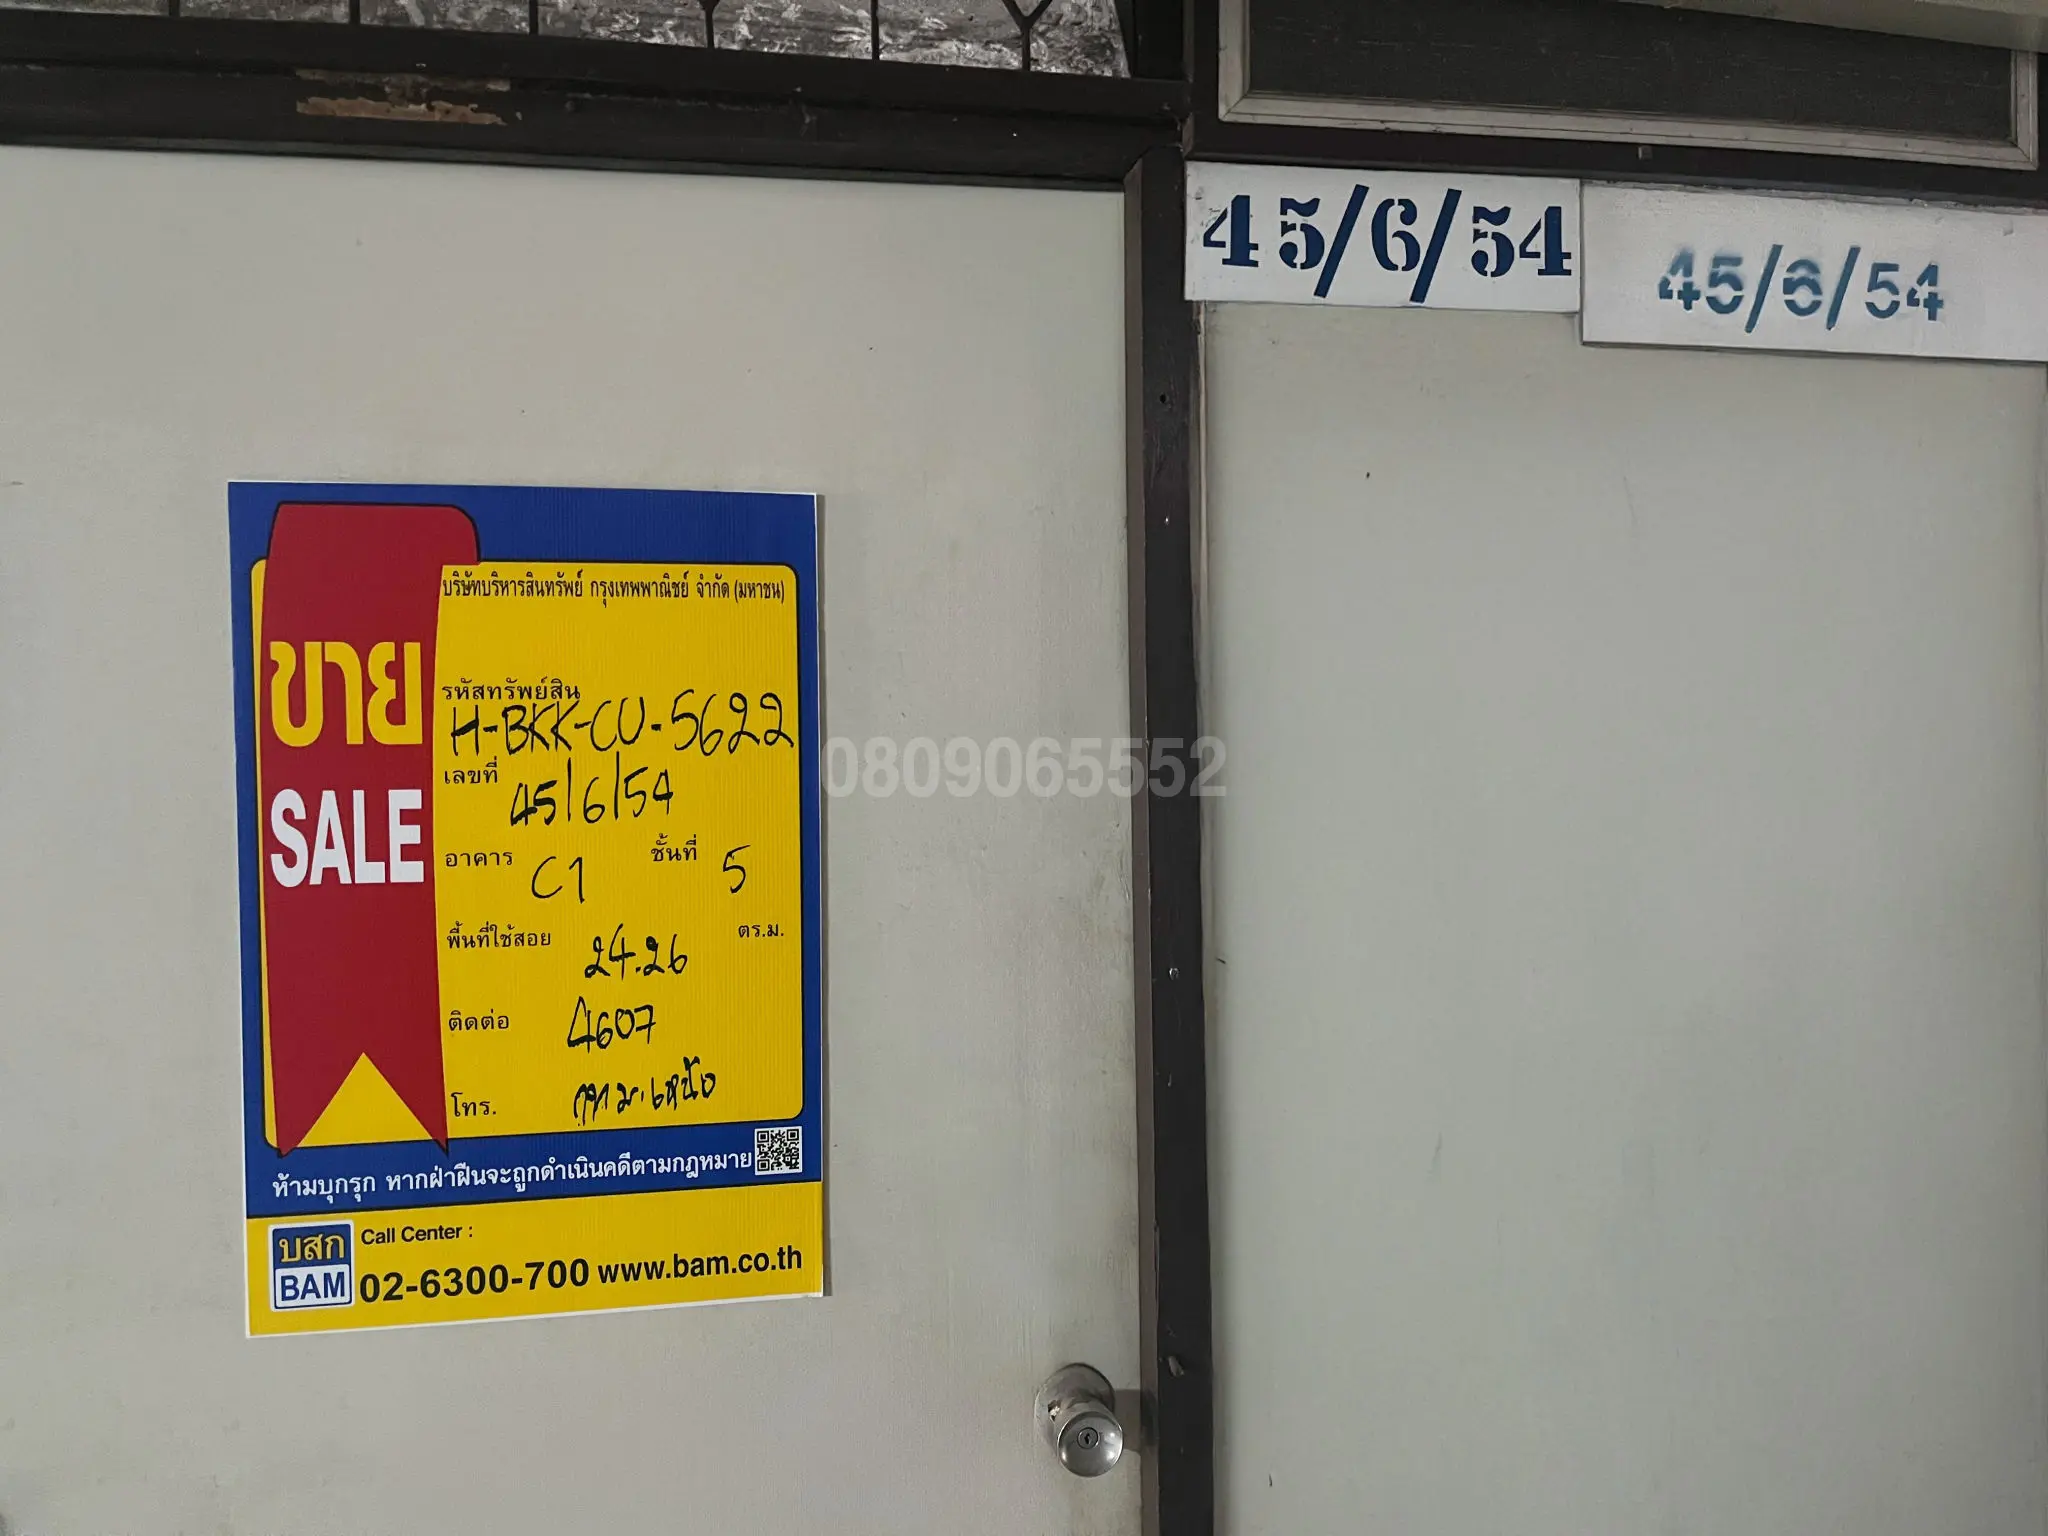 45/6/54
45/6/54
บริษัทบริหารสินทรัพย์ กรุงเทพพาณิชย์ จำกัด (มหาชน)
ขาย
SALE
รหัสทรัพย์สิน
H-BKK-CU-5622
เลขที่ 45/6/54
อาคาร C1 ชั้นที่ 5
พื้นที่ใช้สอย 24.26 ตร.ม.
ติดต่อ 4607
โทร.
ห้ามบุกรุก หากฝ่าฝืนจะถูกดำเนินคดีตามกฎหมาย
บสก
BAM
Call Center :
02-6300-700 www.bam.co.th
0809065552